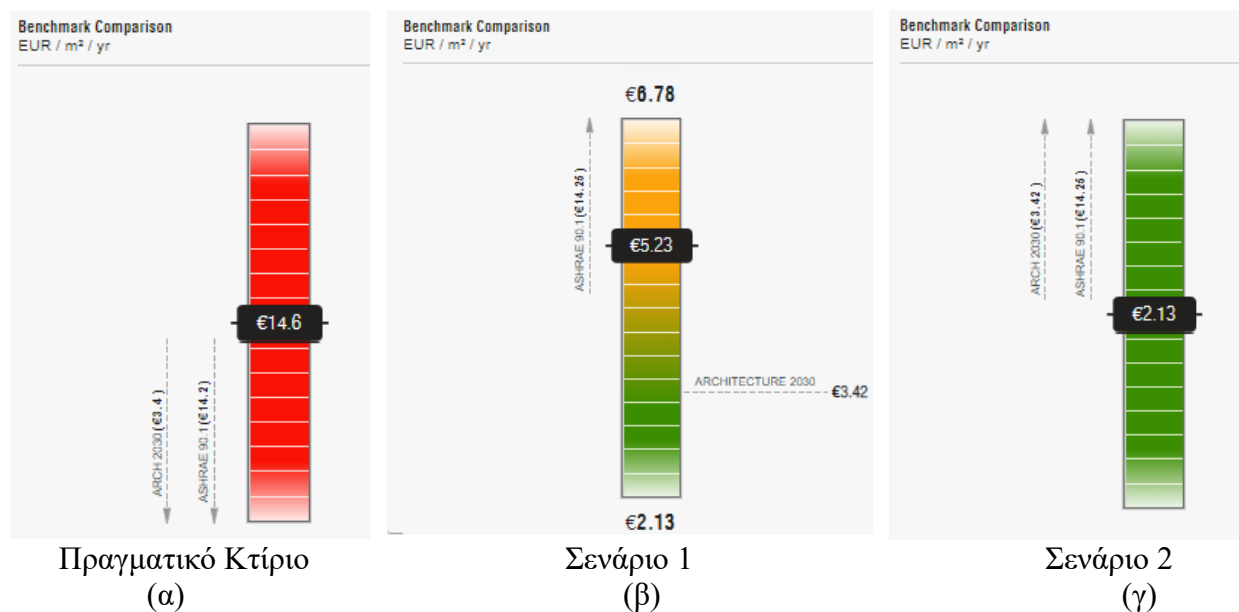 Benchmark Comparison
EUR / m² / yr
€14.6
ARCH 2030 (€3.4)
ASHRAE 90.1 (€14.2)
Πραγματικό Κτίριο
(α)
Benchmark Comparison
EUR / m² / yr
€6.78
ASHRAE 90.1 (€14.25)
€5.23
ARCHITECTURE 2030
€3.42
€2.13
Σενάριο 1
(β)
Benchmark Comparison
EUR / m² / yr
ARCH 2030 (€3.42)
ASHRAE 90.1 (€14.25)
€2.13
Σενάριο 2
(γ)